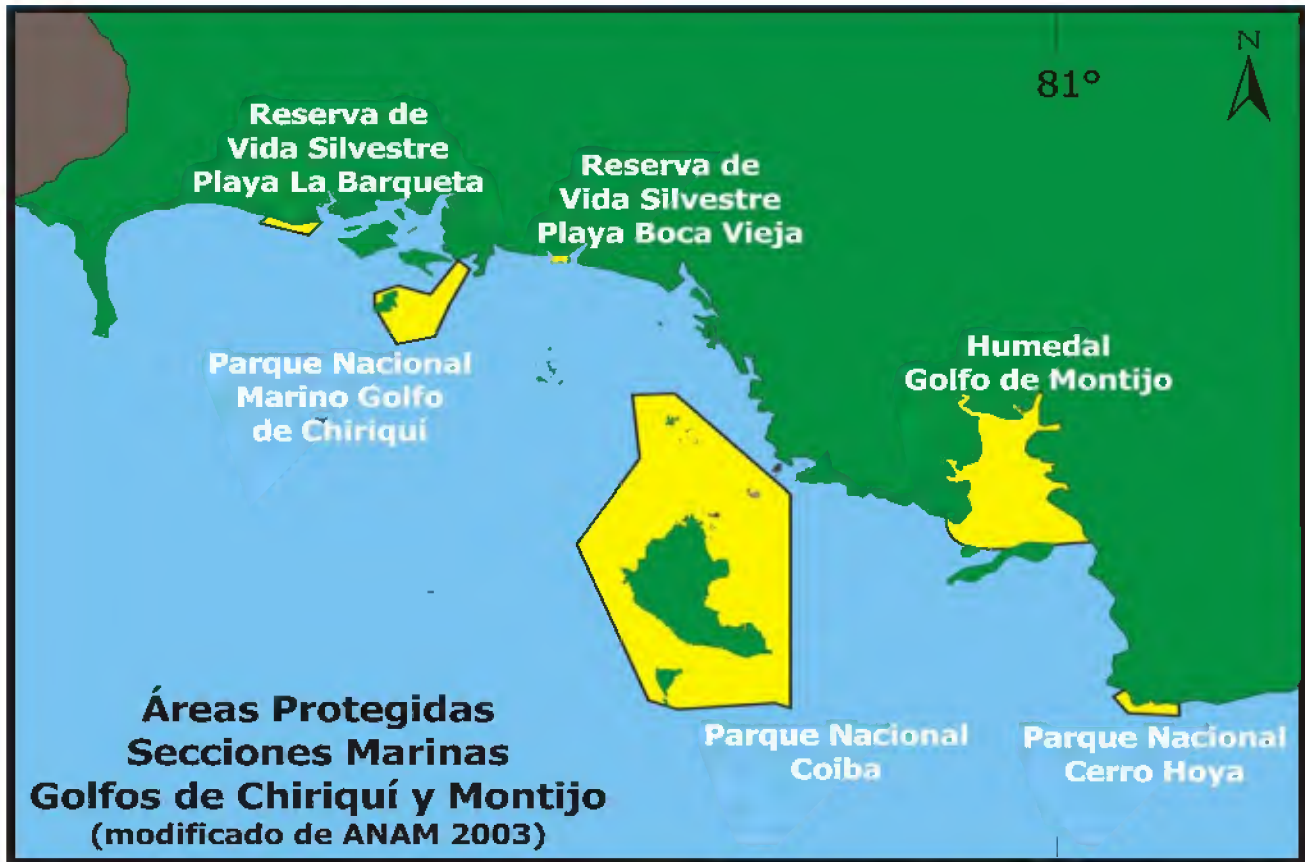 N
81°
Reserva de
Vida Silvestre
Playa La Barqueta
Reserva de
Vida Silvestre
Playa Boca Vieja
Parque Nacional
Marino Golfo
de Chiriquí
Humedal
Golfo de Montijo
Parque Nacional
Coiba
Parque Nacional
Cerro Hoya
Áreas Protegidas
Secciones Marinas
Golfos de Chiriquí y Montijo
(modificado de ANAM 2003)